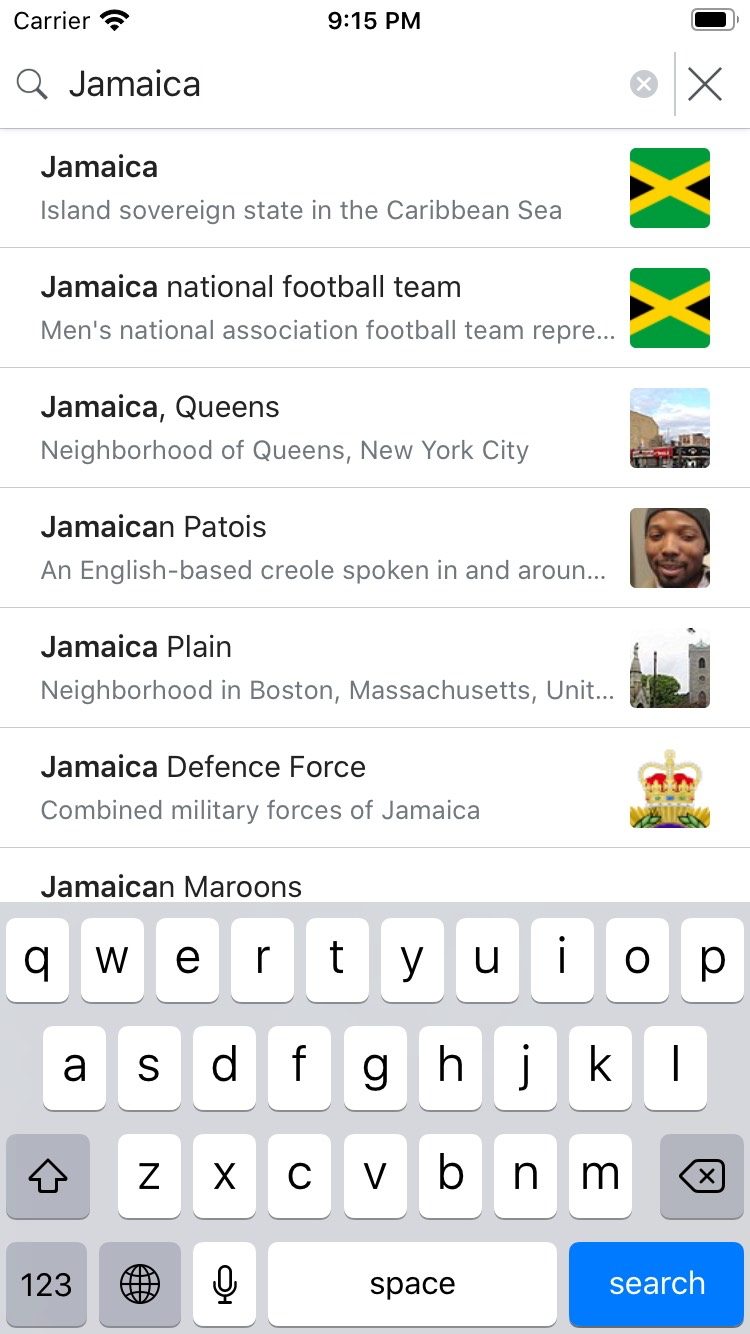 Carrier 9:15 PM
Jamaica
Jamaica
Island sovereign state in the Caribbean Sea
Jamaica national football team
Men's national association football team repre...
Jamaica, Queens
Neighborhood of Queens, New York City
Jamaican Patois
An English-based creole spoken in and aroun...
Jamaica Plain
Neighborhood in Boston, Massachusetts, Unit...
Jamaica Defence Force
Combined military forces of Jamaica
Jamaican Maroons
q w e r t y u i o p
a s d f g h j k l
z x c v b n m
123 space search